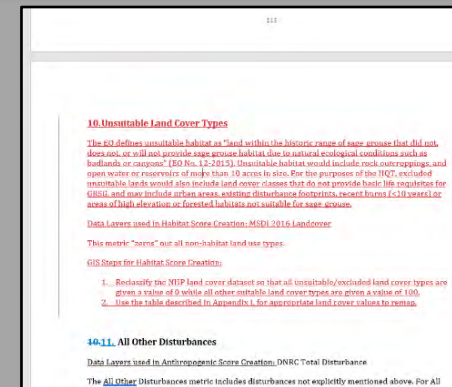 10.Unsuitable Land Cover Types
The EO defines unsuitable habitat as "land within the historic range of sage grouse that did not,
does not, or will not provide sage grouse habitat due to natural ecological conditions such as
badlands or canyons" (EO No. 12-2015). Unsuitable habitat would include rock outcroppings, and
open water or reservoirs of more than 10 acres in size. For the purposes of the HQT, excluded
unsuitable lands would also include land cover classes that do not provide basic life requisites for
GRSG, and may include urban areas, existing disturbance footprints, recent burns (<10 years) or
areas of high elevation or forested habitats not suitable for sage-grouse.
Data Layers used in Habitat Score Creation: MSDI 2016 Landcover
This metric "zeros" out all non-habitat land use types.
GIS Steps for Habitat Score Creation:
1. Reclassify the NHP land cover dataset so that all unsuitable/excluded land cover types are
given a value of 0 while all other suitable land cover types are given a value of 100.
2. Use the table described in Appendix I, for appropriate land cover values to remap.
10.11. All Other Disturbances
Data Layers used in Anthropogenic Score Creation: DNRC Total Disturbance
The All Other Disturbances metric includes disturbances not explicitly mentioned above. For All